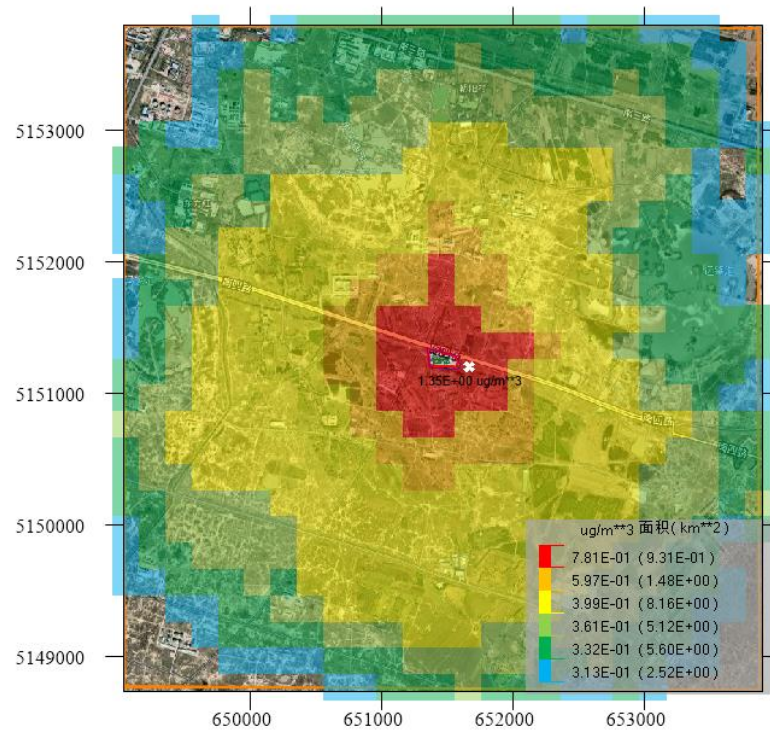 5153000
5152000
5151000
5150000
5149000
650000
651000
652000
653000
1.35E+00 ug/m**3
ug/m**3 面积(km**2)
7.81E-01 (9.31E-01)
5.97E-01 (1.48E+00)
3.99E-01 (8.16E+00)
3.61E-01 (5.12E+00)
3.32E-01 (5.60E+00)
3.13E-01 (2.52E+00)